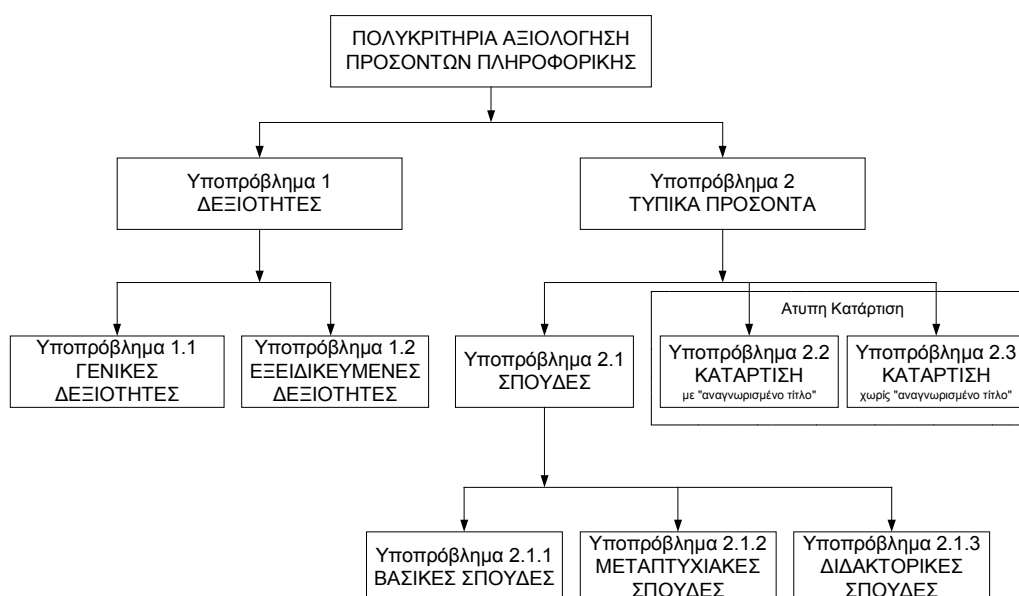 ΠΟΛΥΚΡΙΤΗΡΙΑ ΑΞΙΟΛΟΓΗΣΗ
ΠΡΟΣΟΝΤΩΝ ΠΛΗΡΟΦΟΡΙΚΗΣ
Υποπρόβλημα 1
ΔΕΞΙΟΤΗΤΕΣ
Υποπρόβλημα 2
ΤΥΠΙΚΑ ΠΡΟΣΟΝΤΑ
Ατυπη Κατάρτιση
Υποπρόβλημα 1.1
ΓΕΝΙΚΕΣ
ΔΕΞΙΟΤΗΤΕΣ
Υποπρόβλημα 1.2
ΕΞΕΙΔΙΚΕΥΜΕΝΕΣ
ΔΕΞΙΟΤΗΤΕΣ
Υποπρόβλημα 2.1
ΣΠΟΥΔΕΣ
Υποπρόβλημα 2.2
ΚΑΤΑΡΤΙΣΗ
με "αναγνωρισμένο τίτλο"
Υποπρόβλημα 2.3
ΚΑΤΑΡΤΙΣΗ
χωρίς "αναγνωρισμένο τίτλο"
Υποπρόβλημα 2.1.1
ΒΑΣΙΚΕΣ ΣΠΟΥΔΕΣ
Υποπρόβλημα 2.1.2
ΜΕΤΑΠΤΥΧΙΑΚΕΣ
ΣΠΟΥΔΕΣ
Υποπρόβλημα 2.1.3
ΔΙΔΑΚΤΟΡΙΚΕΣ
ΣΠΟΥΔΕΣ